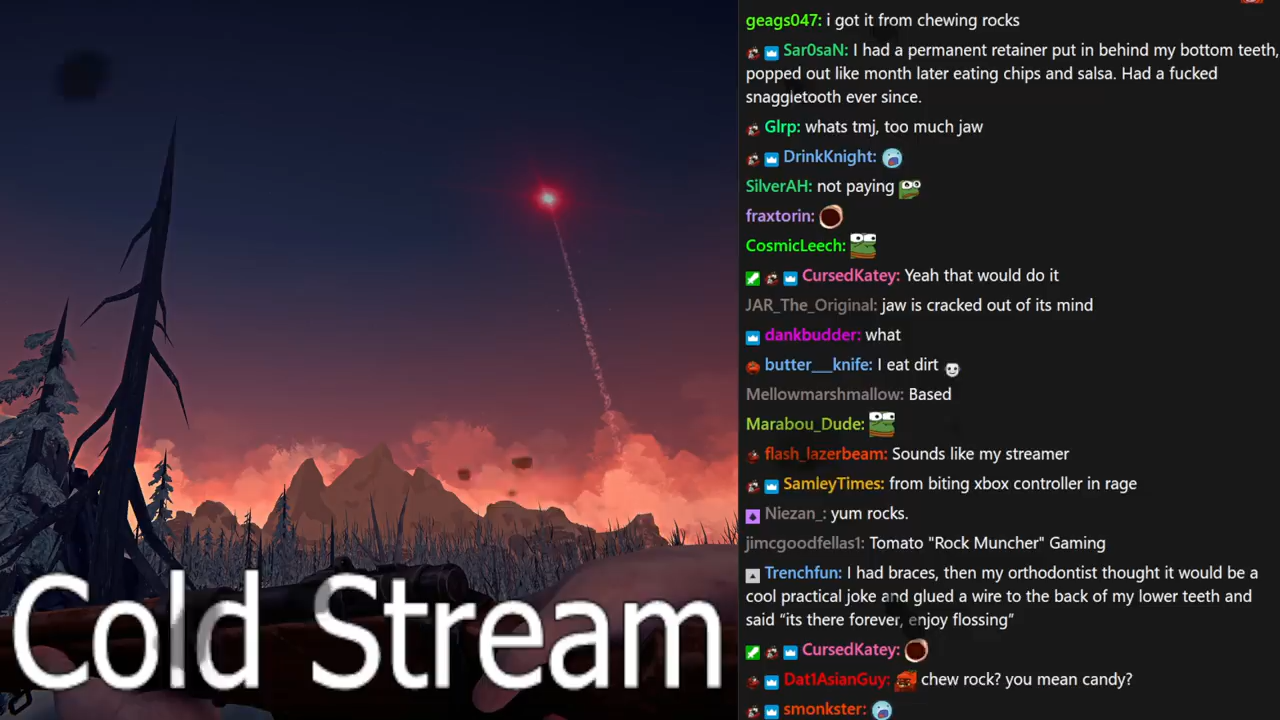 geags047: i got it from chewing rocks
Sar0saN: I had a permanent retainer put in behind my bottom teeth,
popped out like month later eating chips and salsa. Had a fucked
snaggletooth ever since.
Glrp: whats tmj, too much jaw
DrinkKnight:
SilverAH: not paying
fraxtorin:
CosmicLeech:
CursedKatey: Yeah that would do it
JAR_The_Original: jaw is cracked out of its mind
dankbudder: what
butter___knife: I eat dirt
Mellowmarshmallow: Based
Marabou_Dude:
flash_lazerbeam: Sounds like my streamer
SamleyTimes: from biting xbox controller in rage
Niezan_: yum rocks.
jimcgoodfellas1: Tomato "Rock Muncher" Gaming
Trenchfun: I had braces, then my orthodontist thought it would be a
cool practical joke and glued a wire to the back of my lower teeth and
said “its there forever, enjoy flossing”
CursedKatey:
Dat1AsianGuy: chew rock? you mean candy?
smonkster:
Cold Stream